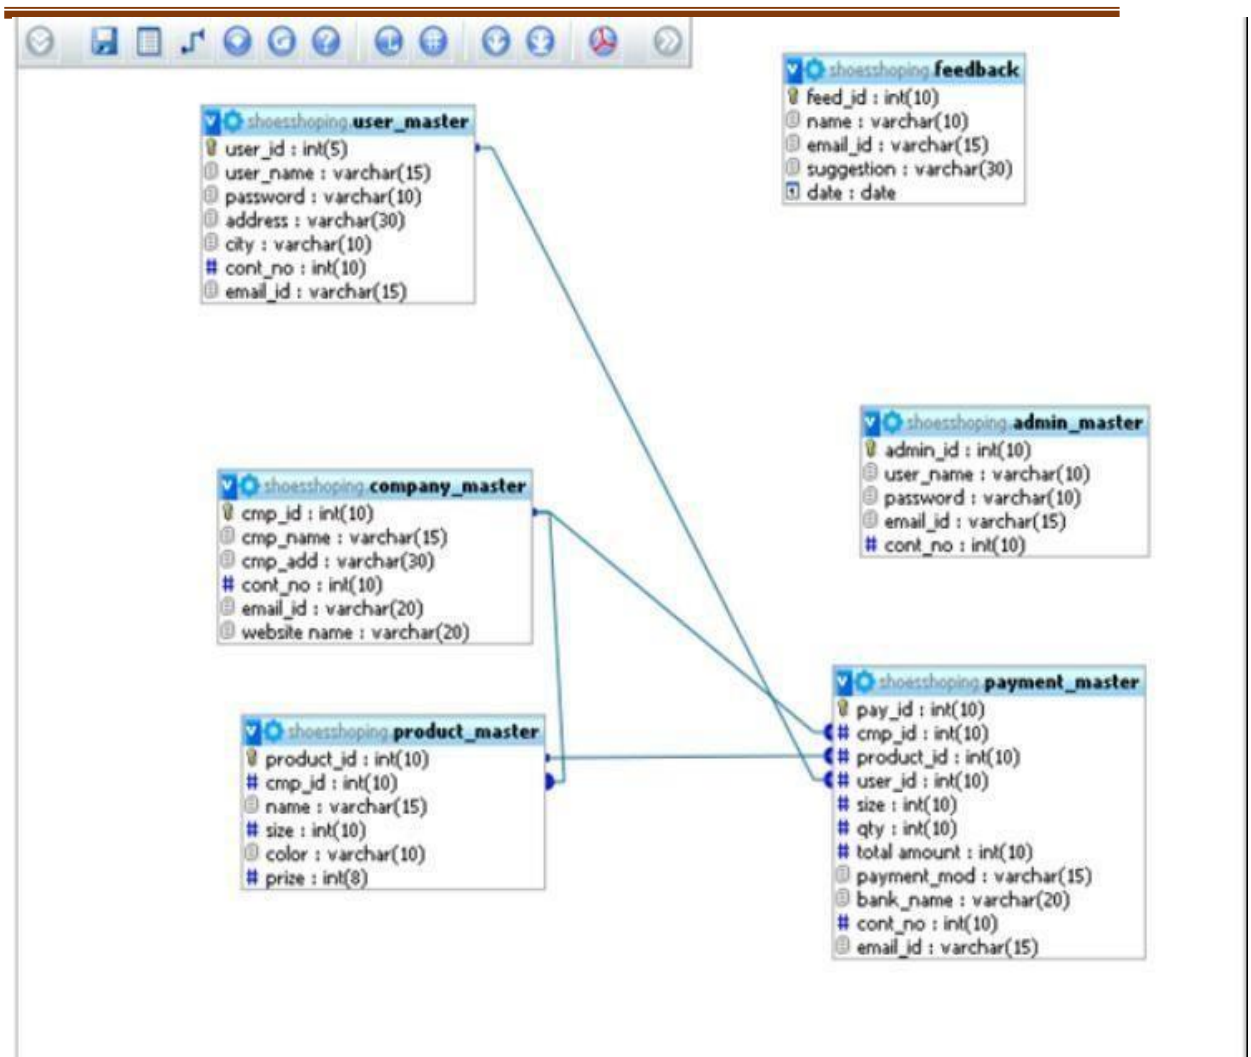 shoesshoping.feedback
feed_id : int(10)
name : varchar(10)
email_id : varchar(15)
suggestion : varchar(30)
date : date
shoesshoping.user_master
user_id : int(5)
user_name : varchar(15)
password : varchar(10)
address : varchar(30)
city : varchar(10)
# cont_no : int(10)
email_id : varchar(15)
shoesshoping.admin_master
admin_id : int(10)
user_name : varchar(10)
password : varchar(10)
email_id : varchar(15)
# cont_no : int(10)
shoesshoping.company_master
cmp_id : int(10)
cmp_name : varchar(15)
cmp_add : varchar(30)
# cont_no : int(10)
email_id : varchar(20)
website name : varchar(20)
shoesshoping.product_master
product_id : int(10)
# cmp_id : int(10)
name : varchar(15)
# size : int(10)
color : varchar(10)
# prize : int(8)
shoesshoping.payment_master
pay_id : int(10)
# cmp_id : int(10)
# product_id : int(10)
# user_id : int(10)
# size : int(10)
# qty : int(10)
# total amount : int(10)
payment_mod : varchar(15)
bank_name : varchar(20)
# cont_no : int(10)
email_id : varchar(15)